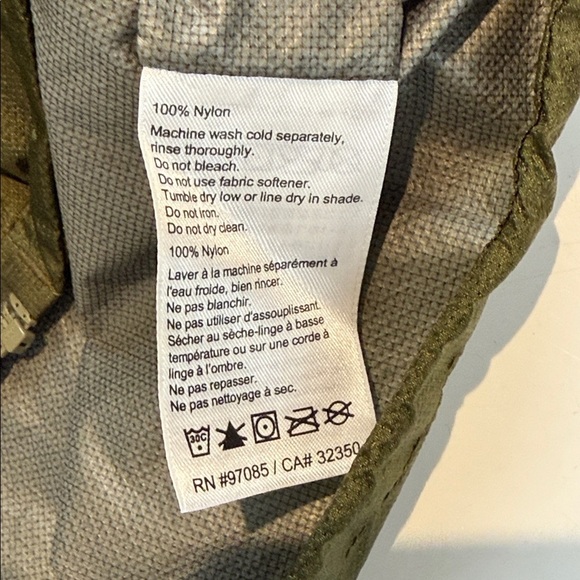 100% Nylon
Machine wash cold separately,
rinse thoroughly.
Do not bleach.
Do not use fabric softener.
Tumble dry low or line dry in shade.
Do not iron.
Do not dry clean.
100% Nylon
Laver à la machine séparément à
l'eau froide, bien rincer.
Ne pas blanchir.
Ne pas utiliser d'assouplissant.
Sécher au sèche-linge à basse
température ou sur une corde à
linge à l'ombre.
Ne pas repasser.
Ne pas nettoyage à sec.
30C
RN #97085 / CA# 32350